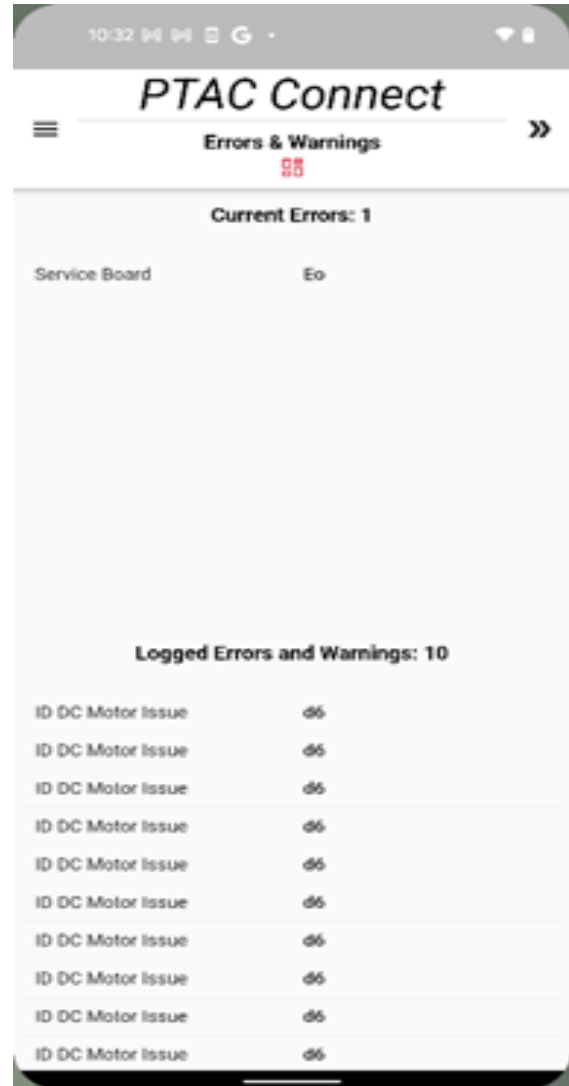 10:32 G
PTAC Connect
Errors & Warnings
Current Errors: 1
Service Board Eo
Logged Errors and Warnings: 10
ID DC Motor Issue d6
ID DC Motor Issue d6
ID DC Motor Issue d6
ID DC Motor Issue d6
ID DC Motor Issue d6
ID DC Motor Issue d6
ID DC Motor Issue d6
ID DC Motor Issue d6
ID DC Motor Issue d6
ID DC Motor Issue d6